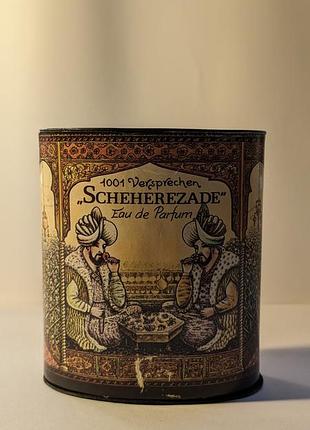 1001 Versprechen
„SCHEHEREZADE"
Eau de Parfum